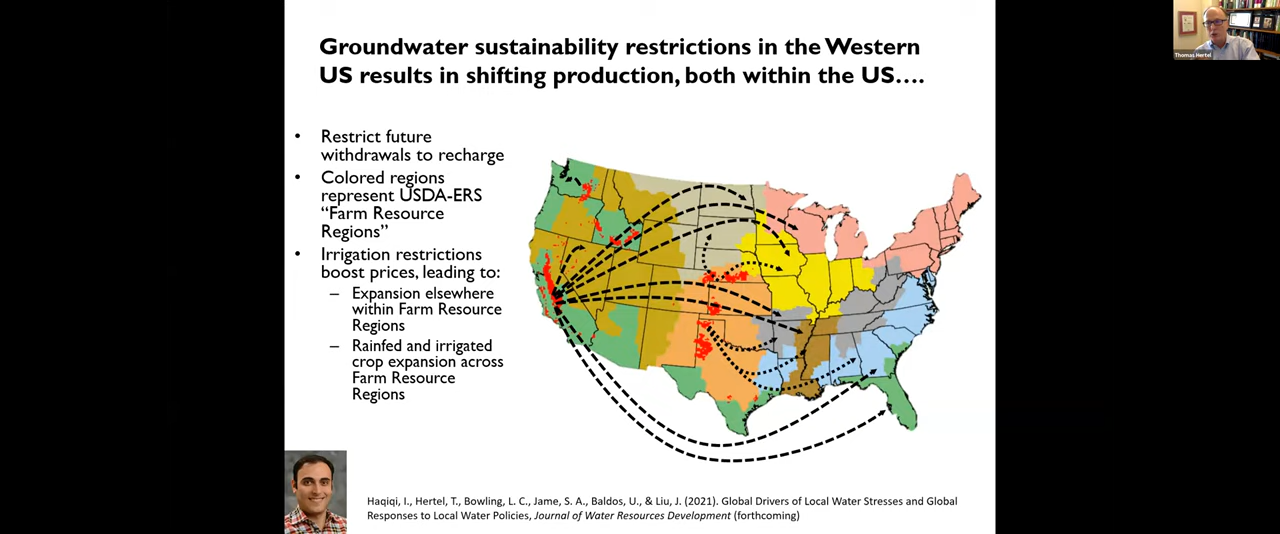 Groundwater sustainability restrictions in the Western
US results in shifting production, both within the US….
Thomas Hertel
• Restrict future
withdrawals to recharge
• Colored regions
represent USDA-ERS
“Farm Resource
Regions”
• Irrigation restrictions
boost prices, leading to:
– Expansion elsewhere
within Farm Resource
Regions
– Rainfed and irrigated
crop expansion across
Farm Resource
Regions
Haqiqi, I., Hertel, T., Bowling, L. C., Jame, S. A., Baldos, U., & Liu, J. (2021). Global Drivers of Local Water Stresses and Global
Responses to Local Water Policies, Journal of Water Resources Development (forthcoming)